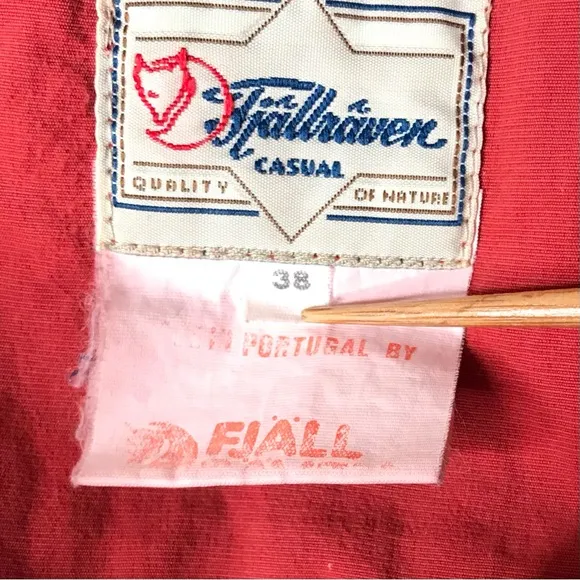 Fjällräven
CASUAL
QUALITY OF NATURE
38
PORTUGAL BY
FJÄLL